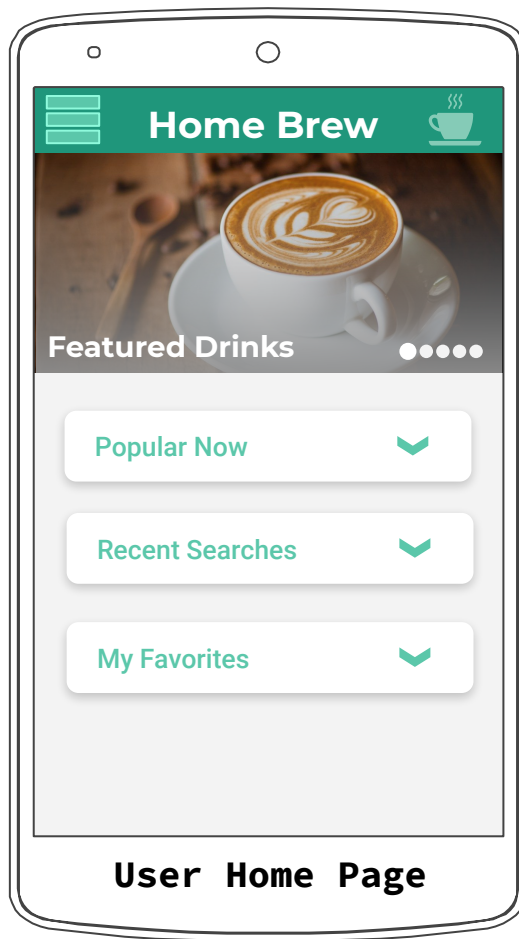 Home Brew
Featured Drinks
Popular Now
Recent Searches
My Favorites
User Home Page